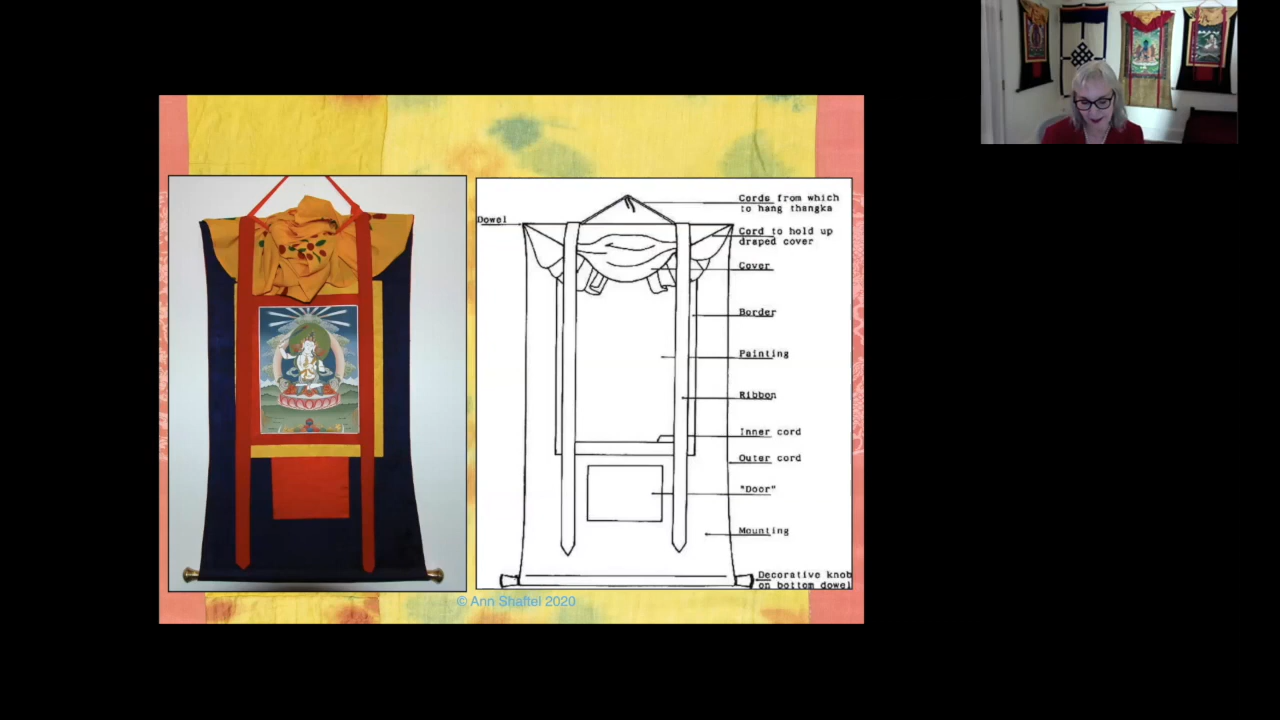 Cords from which
to hang thangka
Dowel
Cord to hold up
draped cover
Cover
Border
Painting
Ribbon
Inner cord
Outer cord
"Door"
Mounting
Decorative knob
on bottom dowel
© Ann Shaftel 2020